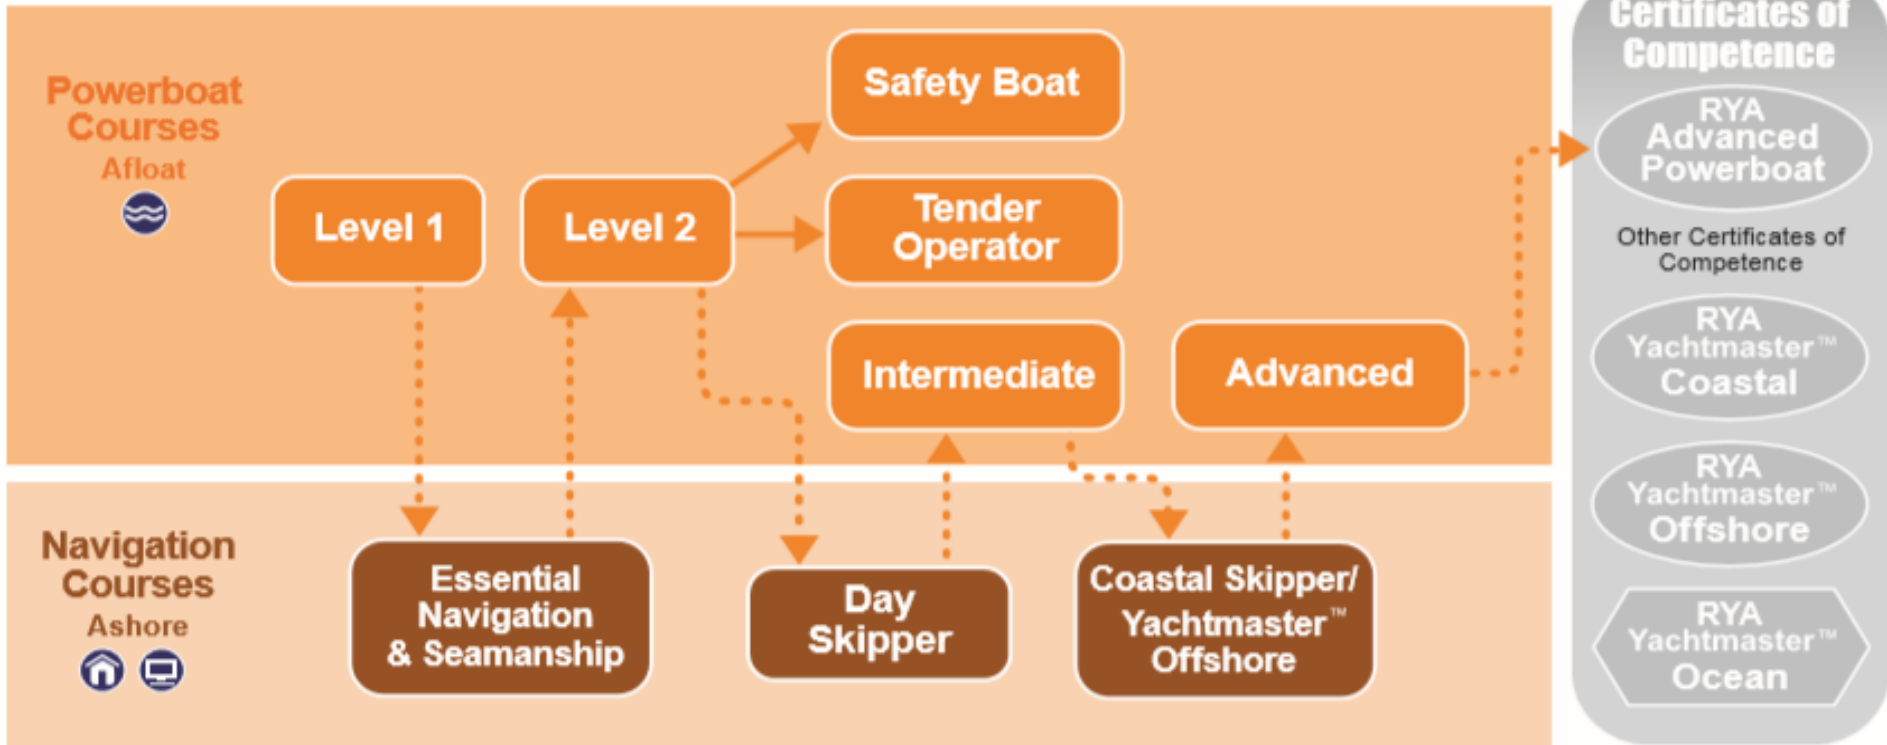 Powerboat
Courses
Afloat
Level 1
Level 2
Safety Boat
Tender
Operator
Intermediate
Advanced
Navigation
Courses
Ashore
Essential
Navigation
& Seamanship
Day
Skipper
Coastal Skipper/
Yachtmaster™
Offshore
Certificates of
Competence
RYA
Advanced
Powerboat
Other Certificates of
Competence
RYA
Yachtmaster™
Coastal
RYA
Yachtmaster™
Offshore
RYA
Yachtmaster™
Ocean